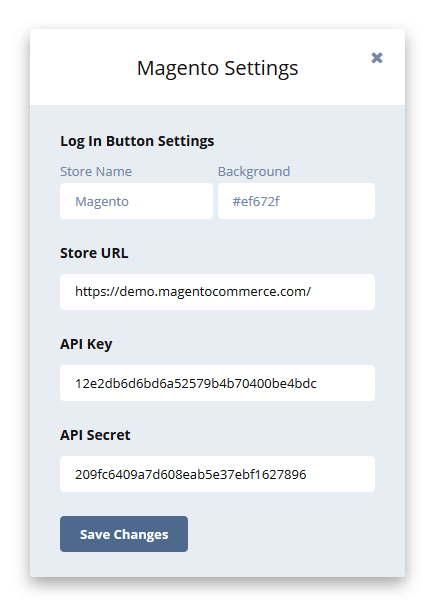 Magento Settings
Log In Button Settings
Store Name Background
Magento #ef672f
Store URL
https://demo.magentocommerce.com/
API Key
12e2db6d6bd6a52579b4b70400be4bdc
API Secret
209fc6409a7d608eab5e37ebf1627896
Save Changes